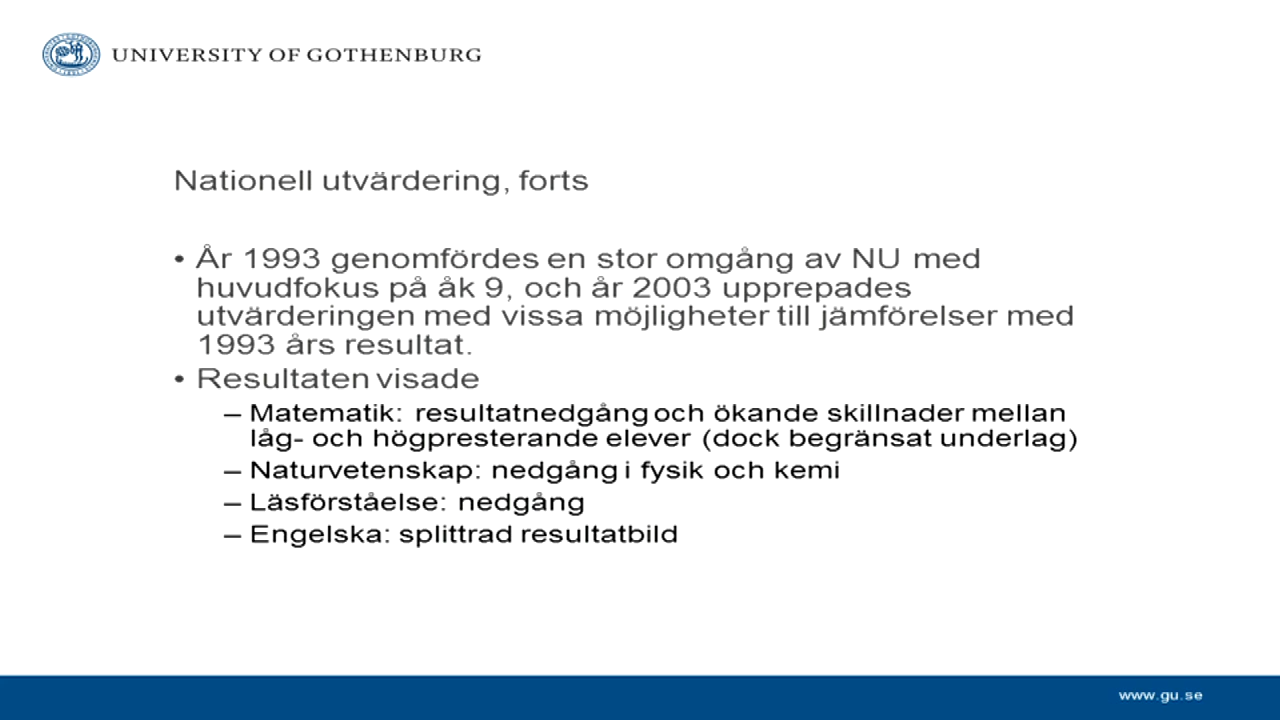 UNIVERSITY OF GOTHENBURG
Nationell utvärdering, forts
• År 1993 genomfördes en stor omgång av NU med
huvudfokus på åk 9, och år 2003 upprepades
utvärderingen med vissa möjligheter till jämförelser med
1993 års resultat.
• Resultaten visade
– Matematik: resultatnedgång och ökande skillnader mellan
låg- och högpresterande elever (dock begränsat underlag)
– Naturvetenskap: nedgång i fysik och kemi
– Läsförståelse: nedgång
– Engelska: splittrad resultatbild
www.gu.se